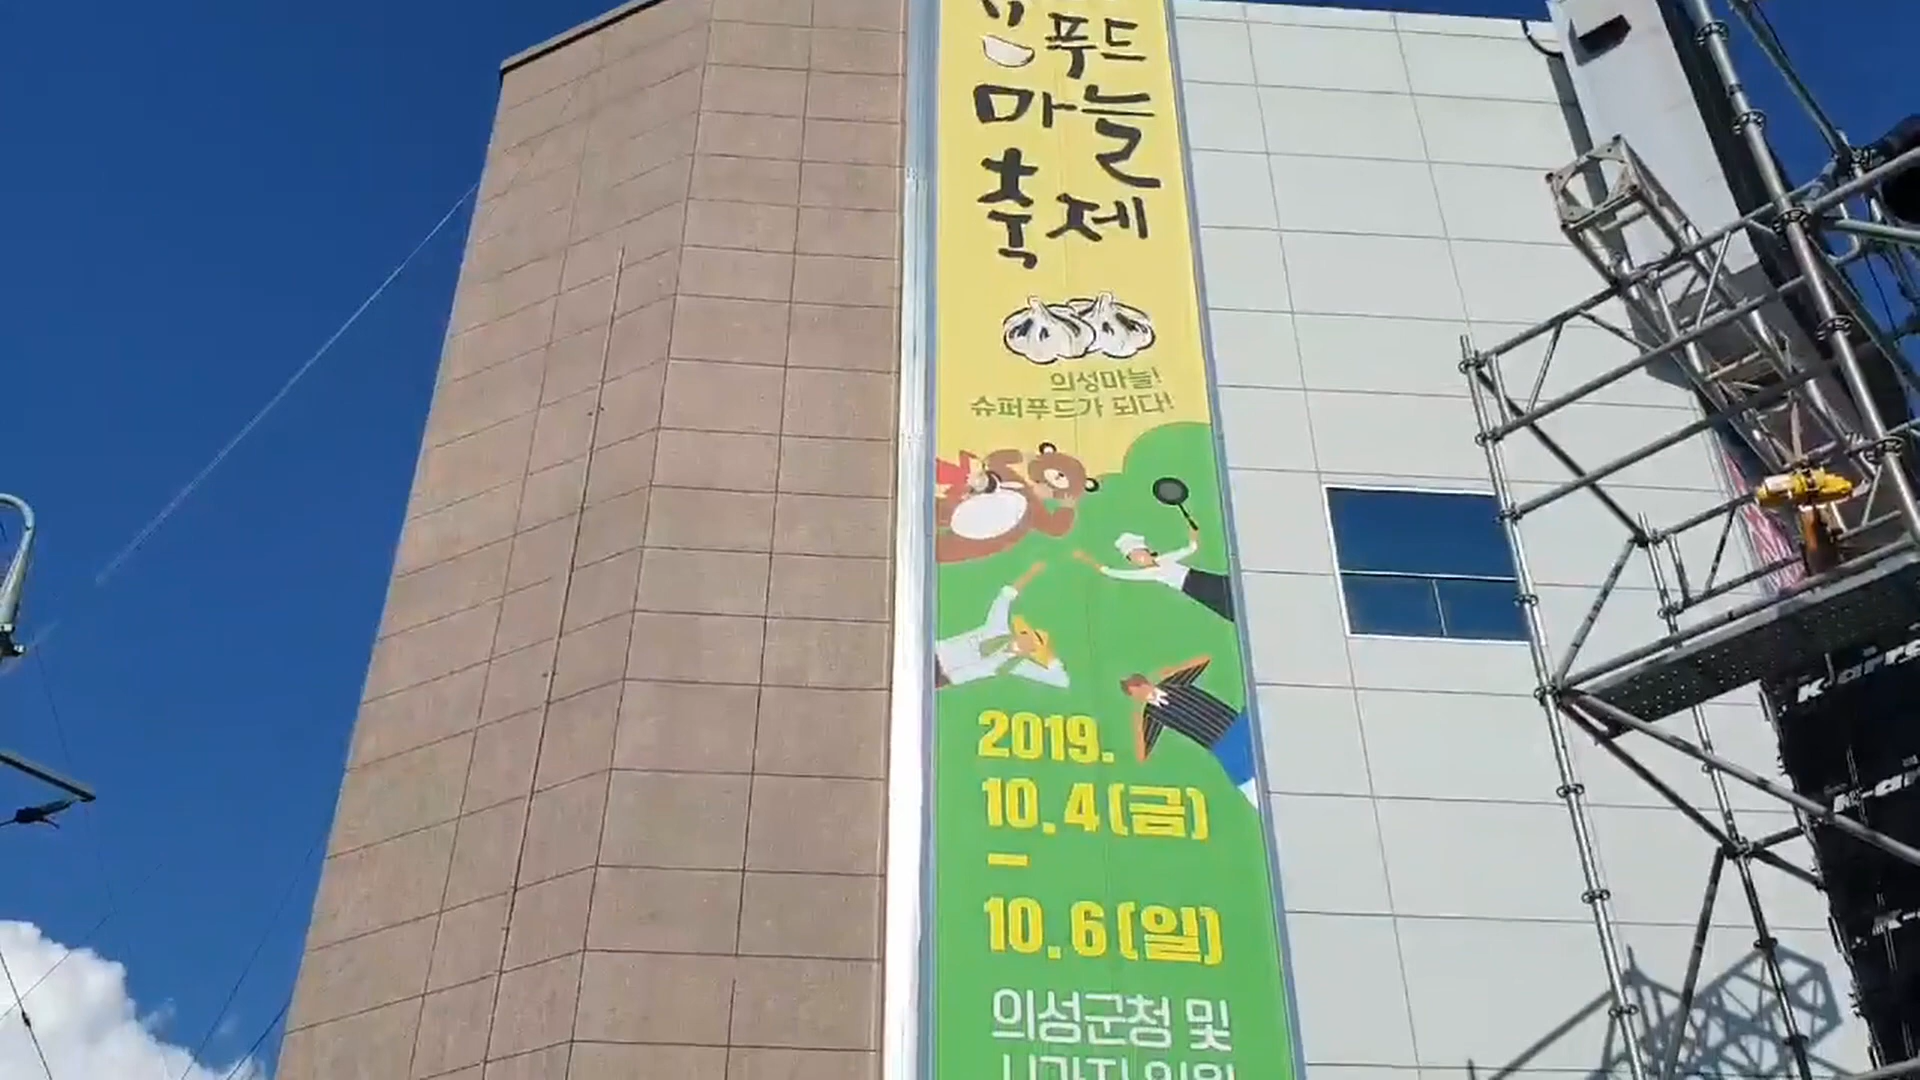 푸드
마늘
축제
의성마늘!
슈퍼푸드가 되다!
2019.
10.4(금)
-
10.6(일)
의성군청 및